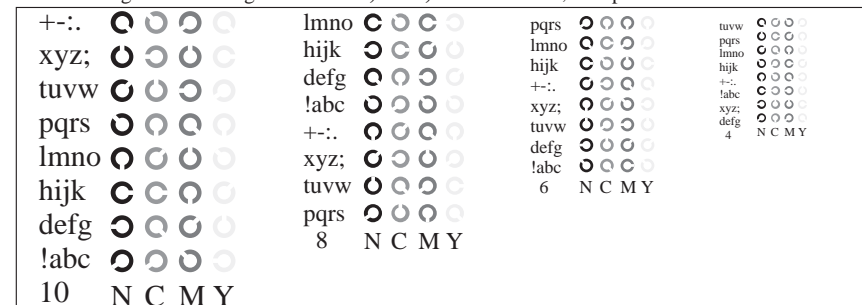 +-:.
xyz;
tuvw
pqrs
lmno
hijk
defg
!abc
10 N C M Y
lmno
hijk
defg
!abc
+-:.
xyz;
tuvw
pqrs
8 N C M Y
pqrs
lmno
hijk
+-:.
xyz;
tuvw
defg
!abc
6 N C M Y
tuvw
pqrs
lmno
hijk
+-:.
!abc
xyz;
defg
4 N C M Y